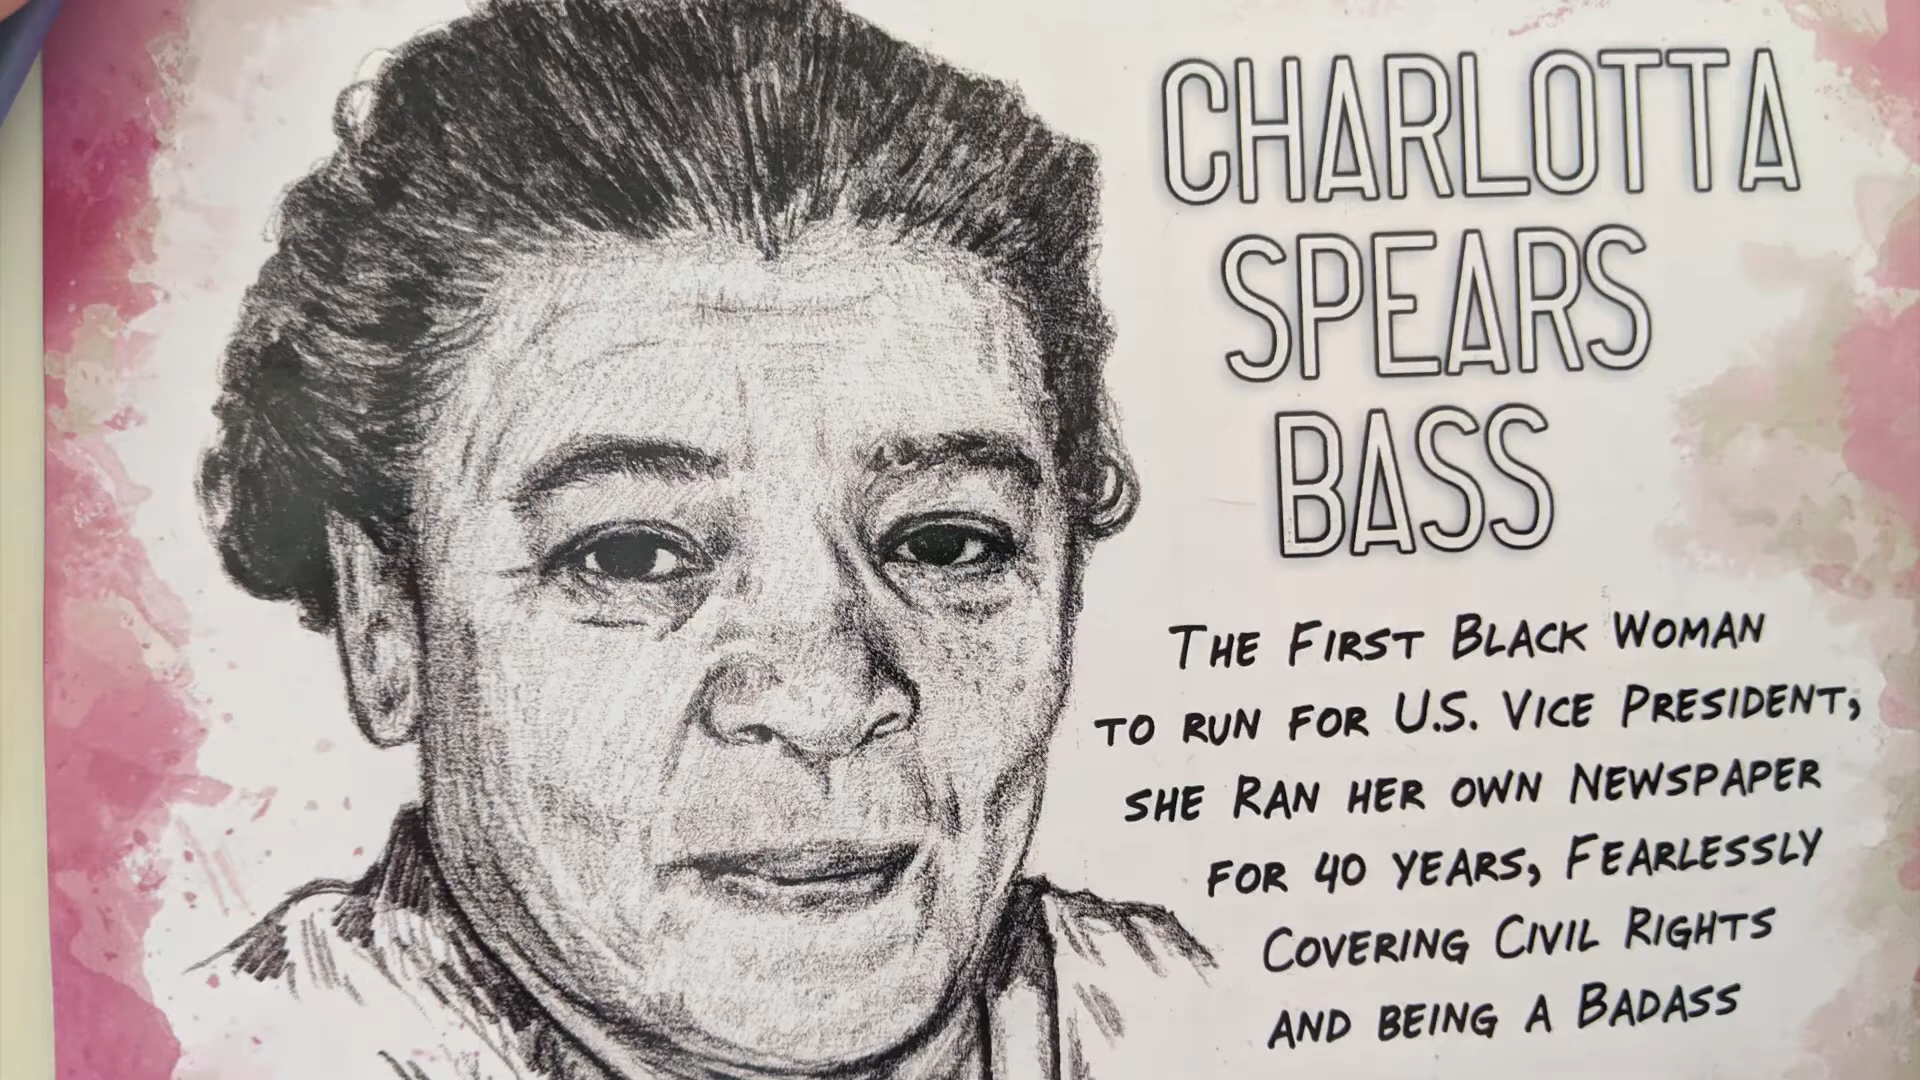 CHARLOTTA
SPEARS
BASS
THE FIRST BLACK WOMAN
TO RUN FOR U.S. VICE PRESIDENT,
SHE RAN HER OWN NEWSPAPER
FOR 40 YEARS, FEARLESSLY
COVERING CIVIL RIGHTS
AND BEING A BADASS